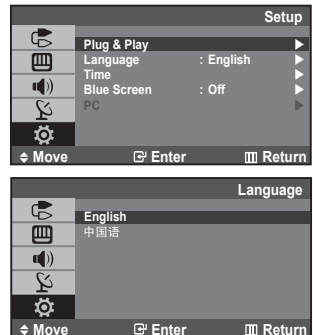 Setup
Plug & Play
Language : English
Time
Blue Screen : Off
PC
Move Enter Return
Language
English
中国语
Move Enter Return